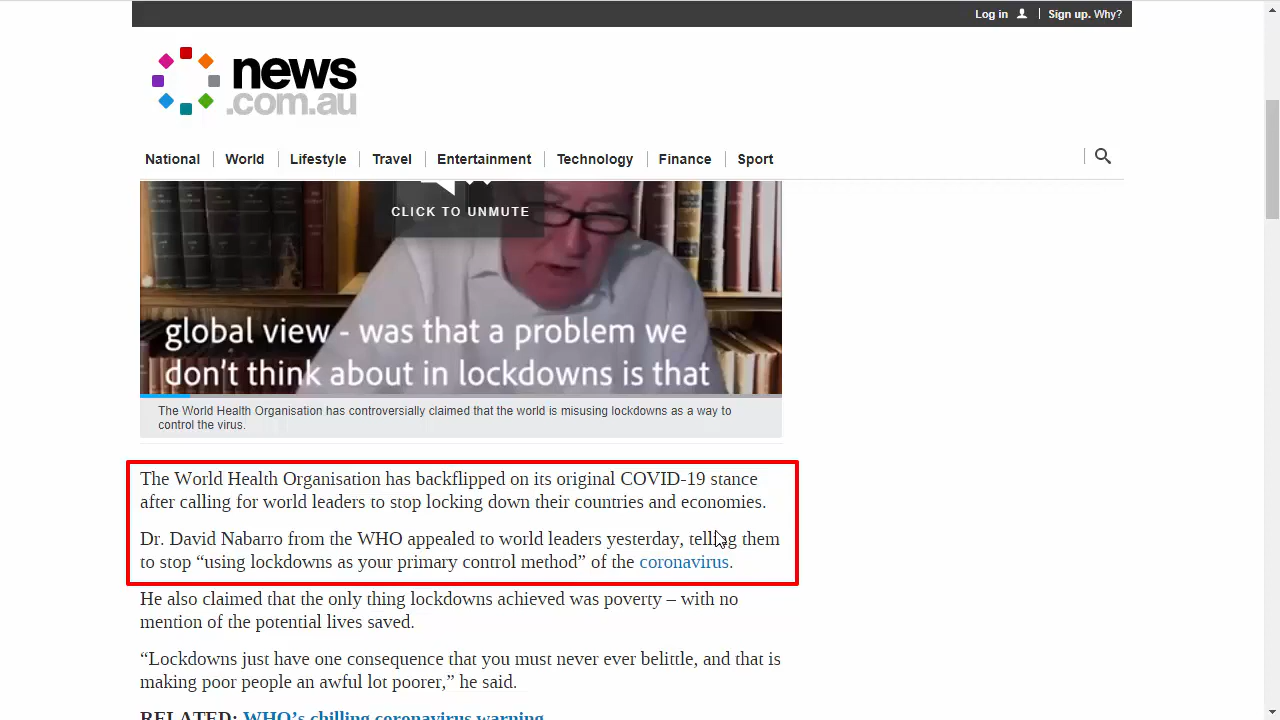 Log in
Sign up. Why?
news
.com.au
National
World
Lifestyle
Travel
Entertainment
Technology
Finance
Sport
CLICK TO UNMUTE
global view - was that a problem we
don't think about in lockdowns is that
The World Health Organisation has controversially claimed that the world is misusing lockdowns as a way to
control the virus.
The World Health Organisation has backflipped on its original COVID-19 stance
after calling for world leaders to stop locking down their countries and economies.
Dr. David Nabarro from the WHO appealed to world leaders yesterday, telling them
to stop “using lockdowns as your primary control method” of the coronavirus.
He also claimed that the only thing lockdowns achieved was poverty – with no
mention of the potential lives saved.
“Lockdowns just have one consequence that you must never ever belittle, and that is
making poor people an awful lot poorer,” he said.
RELATED: WHO’s chilling coronavirus warning